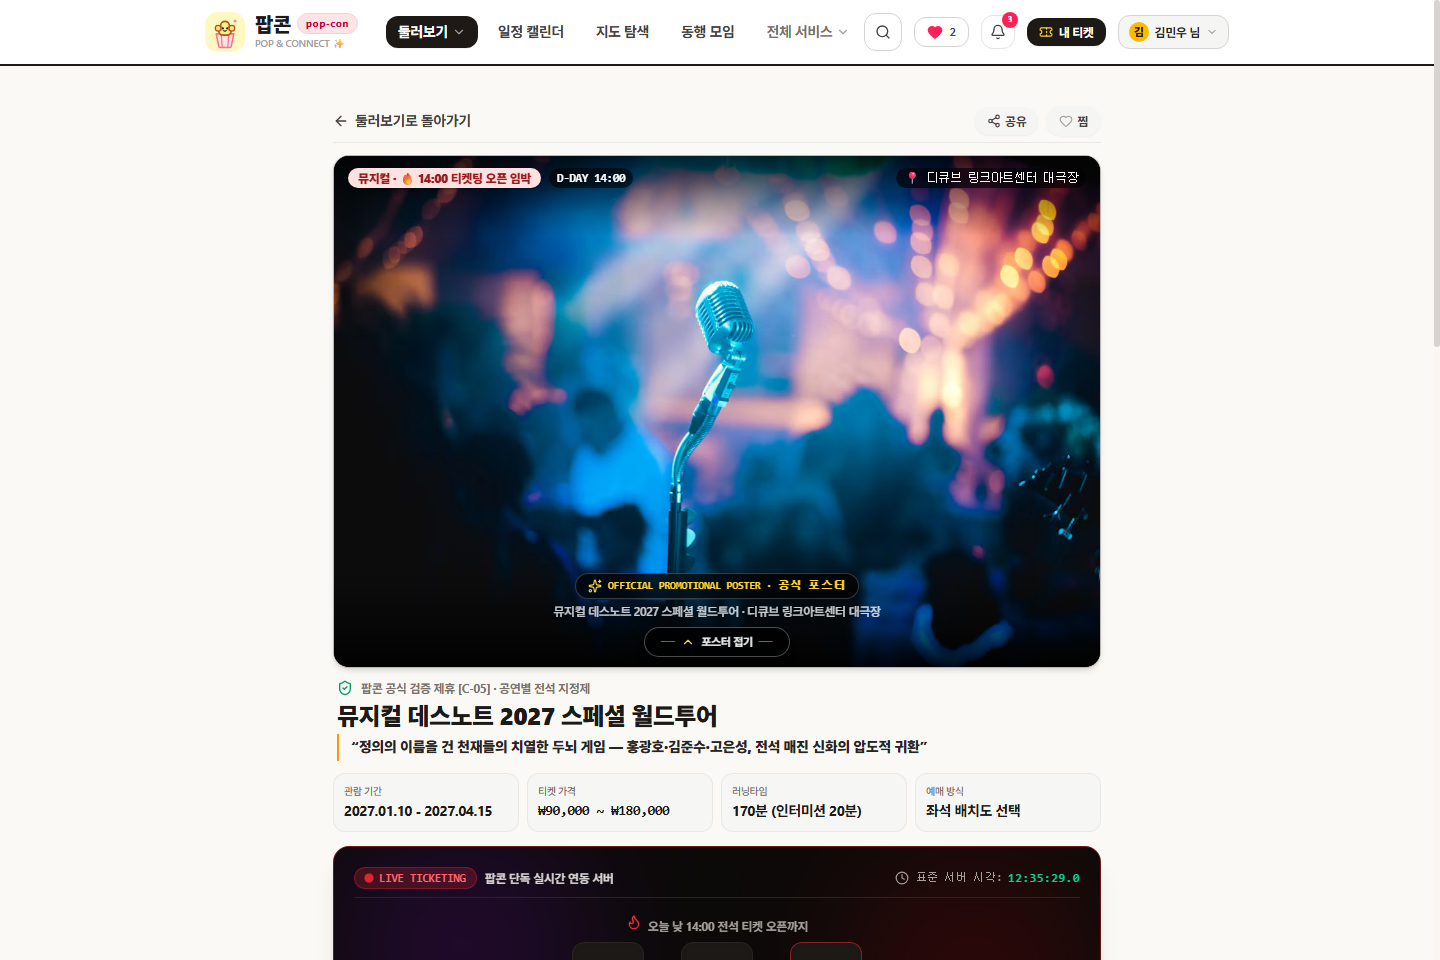 팝콘 pop-con
POP & CONNECT ✨
둘러보기 일정 캘린더 지도 탐색 동행 모임 전체 서비스 2 3 내 티켓 김 김민우 님
둘러보기로 돌아가기 공유 찜
뮤지컬 · 🔥 14:00 티켓팅 오픈 임박 D-DAY 14:00 📍 디큐브 링크아트센터 대극장
OFFICIAL PROMOTIONAL POSTER · 공식 포스터
뮤지컬 데스노트 2027 스페셜 월드투어 · 디큐브 링크아트센터 대극장
포스터 접기
팝콘 공식 검증 제휴 [C-05] · 공연별 전석 지정제
뮤지컬 데스노트 2027 스페셜 월드투어
“정의의 이름을 건 천재들의 치열한 두뇌 게임 — 홍광호·김준수·고은성, 전석 매진 신화의 압도적 귀환”
관람 기간 티켓 가격 러닝타임 예매 방식
2027.01.10 - 2027.04.15 ₩90,000 ~ ₩180,000 170분 (인터미션 20분) 좌석 배치도 선택
LIVE TICKETING 팝콘 단독 실시간 연동 서버 표준 서버 시각: 12:35:29.0
오늘 낮 14:00 전석 티켓 오픈까지